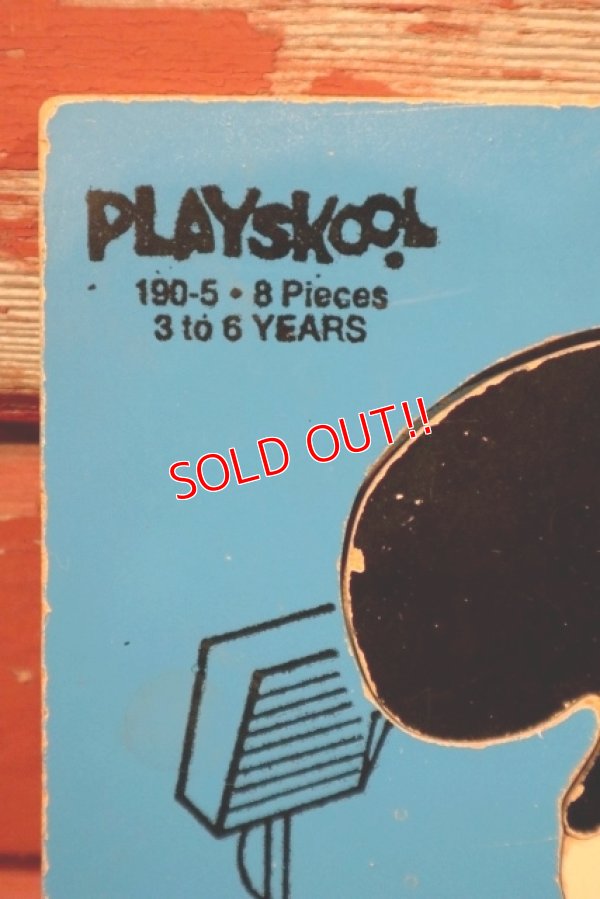 PLAYSKOOL
190-5 • 8 Pieces
3 to 6 YEARS
SOLD OUT!!